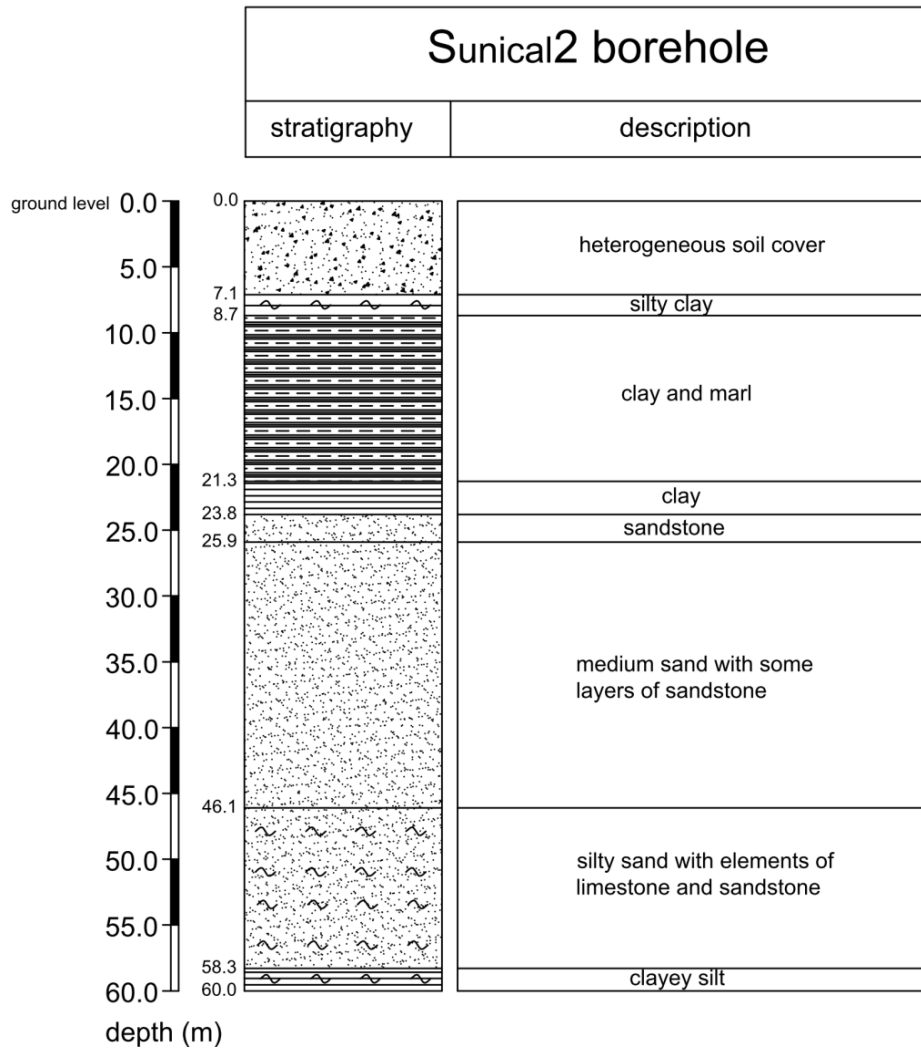 Sunical2 borehole
stratigraphy
description
ground level
0.0
5.0
10.0
15.0
20.0
25.0
30.0
35.0
40.0
45.0
50.0
55.0
60.0
depth (m)
0.0
7.1
8.7
21.3
23.8
25.9
46.1
58.3
60.0
heterogeneous soil cover
silty clay
clay and marl
clay
sandstone
medium sand with some
layers of sandstone
silty sand with elements of
limestone and sandstone
clayey silt